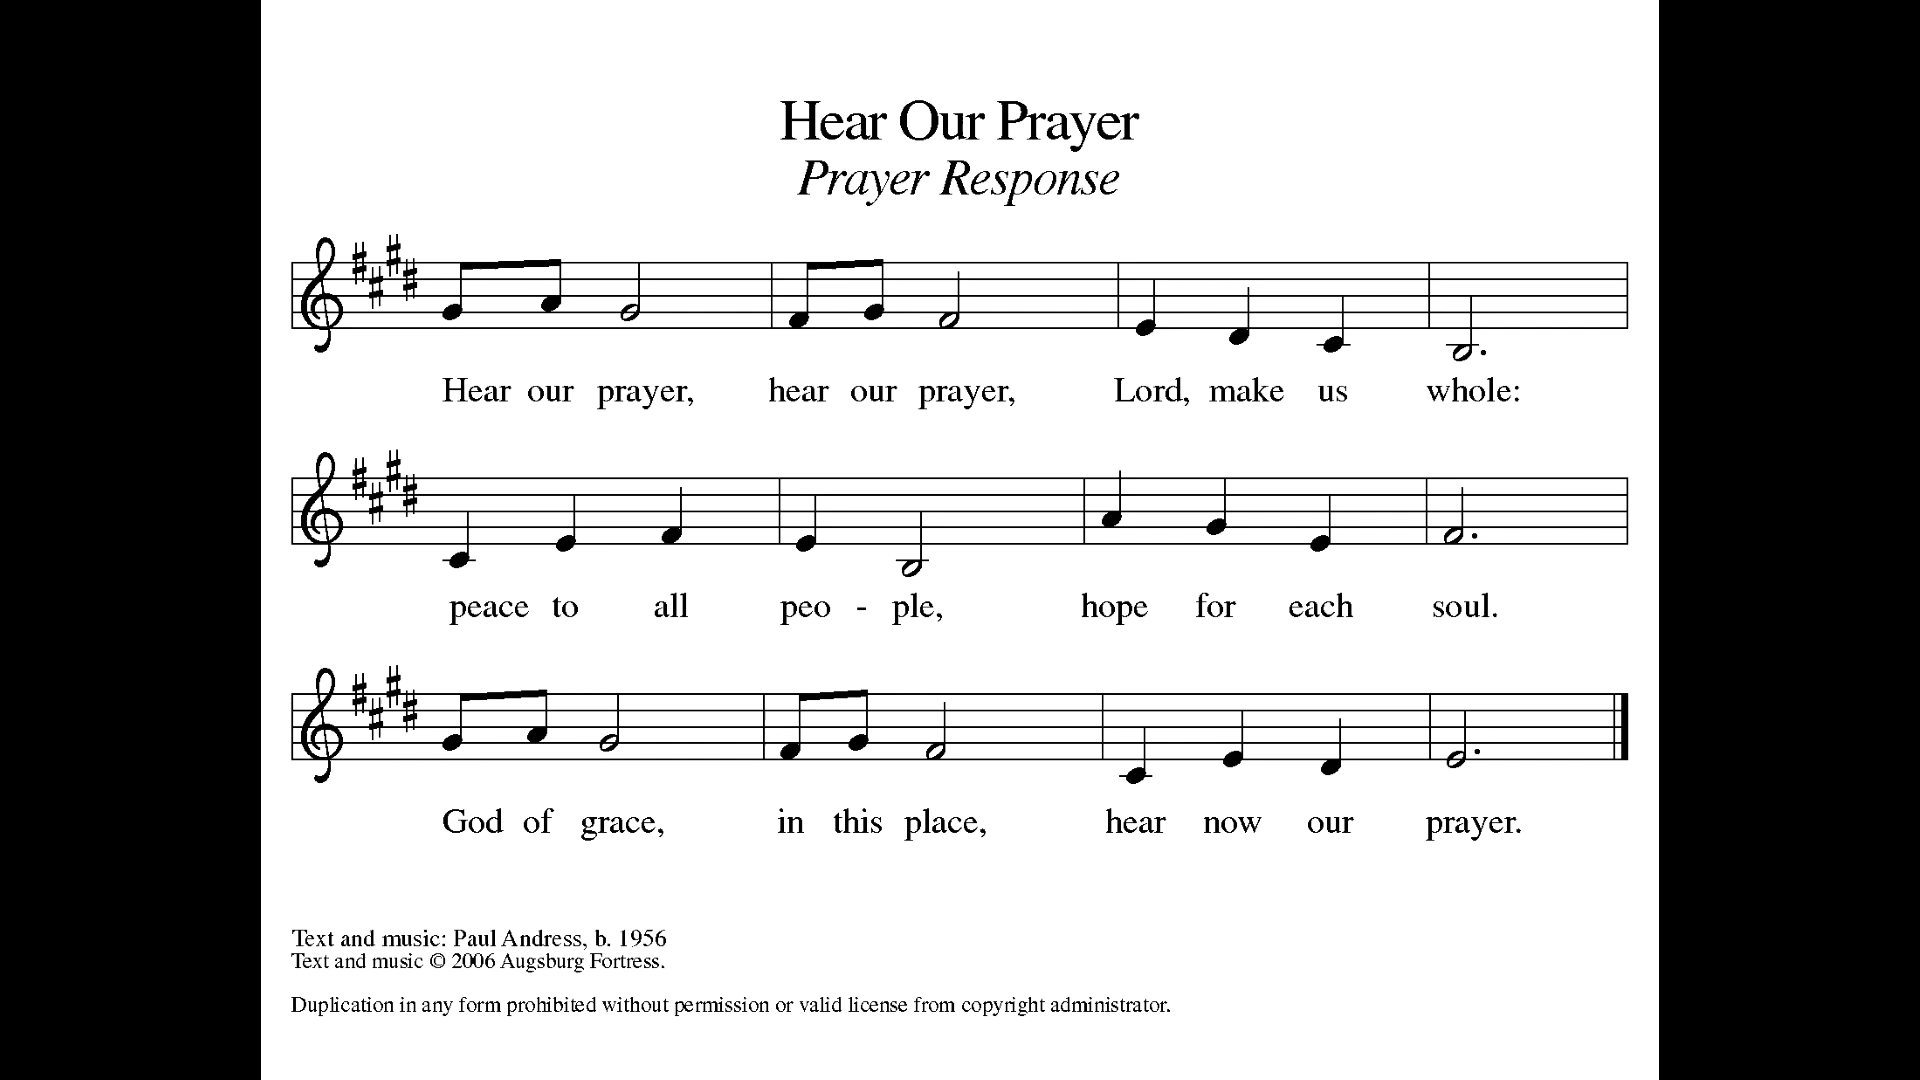 Hear Our Prayer
Prayer Response
Hear our prayer, hear our prayer, Lord, make us whole:
peace to all peo - ple, hope for each soul.
God of grace, in this place, hear now our prayer.
Text and music: Paul Andress, b. 1956
Text and music © 2006 Augsburg Fortress.
Duplication in any form prohibited without permission or valid license from copyright administrator.